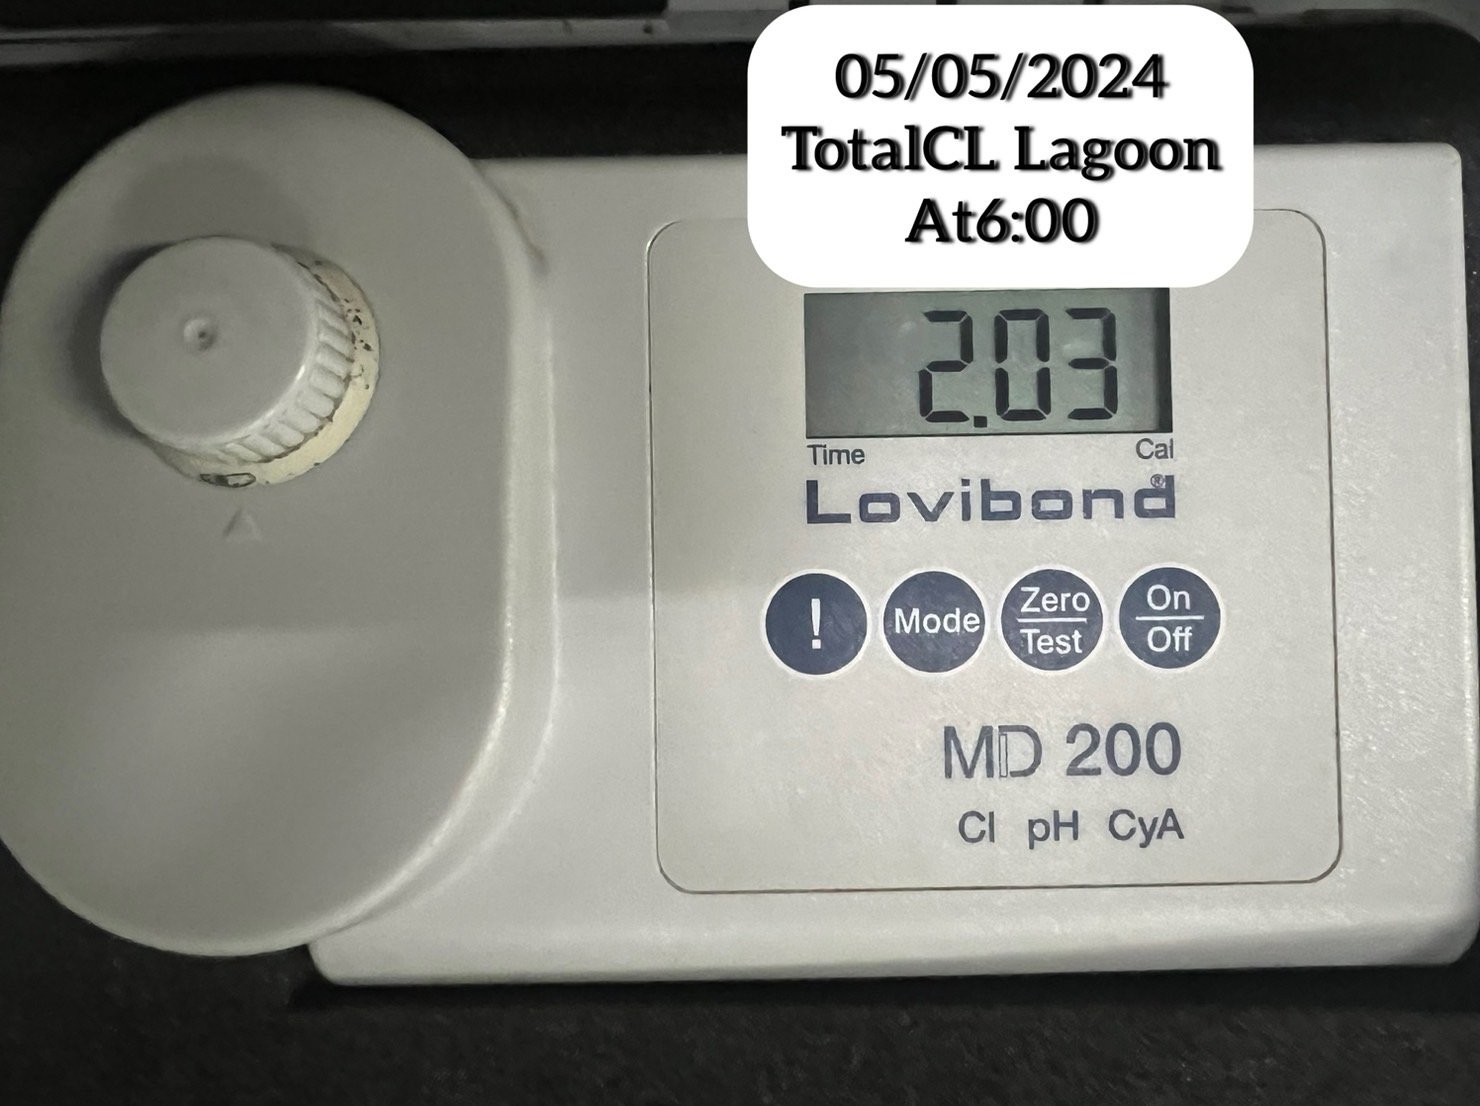 05/05/2024
TotalCL Lagoon
At6:00
2.03
Time Cal
Lovibond®
! Mode Zero/Test On/Off
MD 200
Cl pH CyA